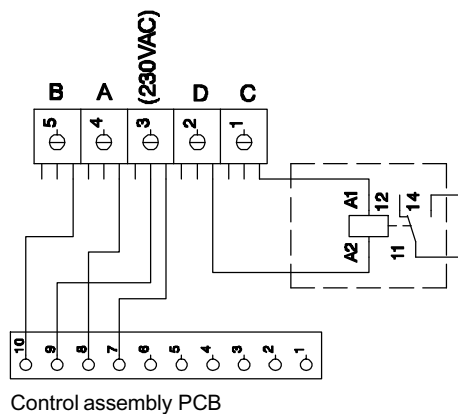 (230VAC)
B A D C
5 4 3 2 1
A1 12 14
A2 11
10 9 8 7 6 5 4 3 2 1
Control assembly PCB